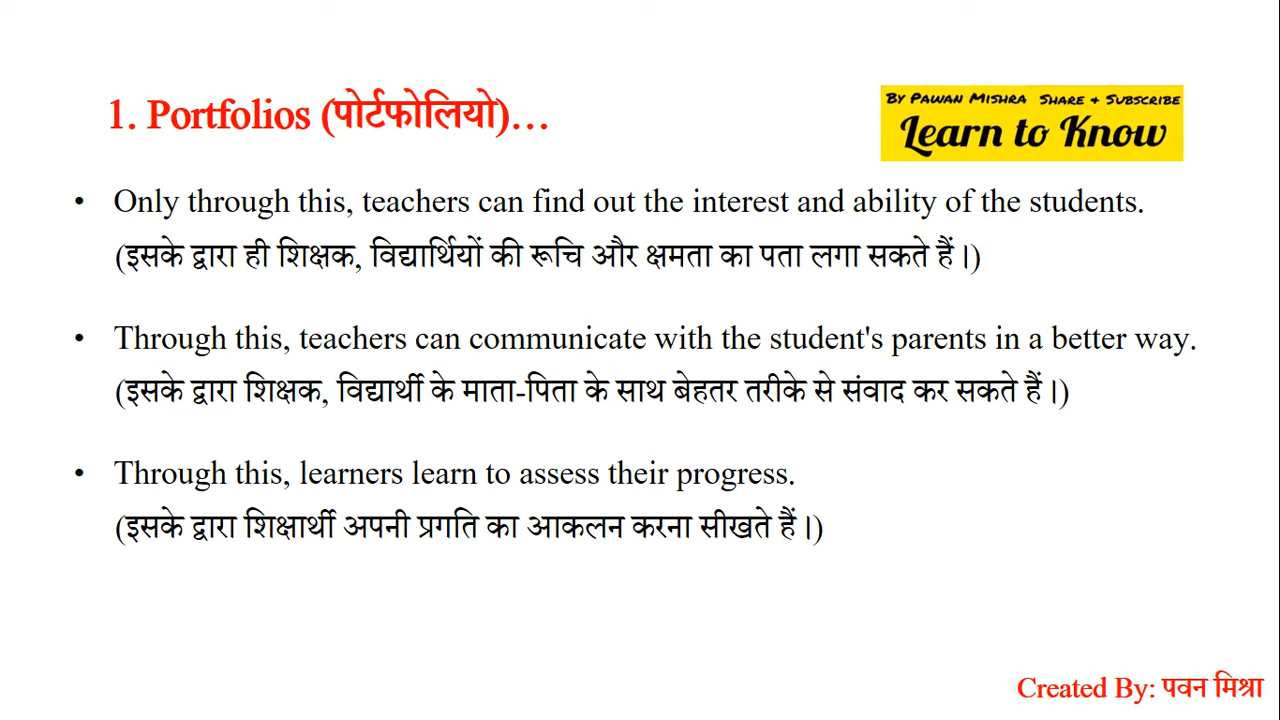 1. Portfolios (पोर्टफोलियो)...
By Pawan Mishra Share & Subscribe
Learn to Know
• Only through this, teachers can find out the interest and ability of the students.
(इसके द्वारा ही शिक्षक, विद्यार्थियों की रूचि और क्षमता का पता लगा सकते हैं।)
• Through this, teachers can communicate with the student's parents in a better way.
(इसके द्वारा शिक्षक, विद्यार्थी के माता-पिता के साथ बेहतर तरीके से संवाद कर सकते हैं।)
• Through this, learners learn to assess their progress.
(इसके द्वारा शिक्षार्थी अपनी प्रगति का आकलन करना सीखते हैं।)
Created By: पवन मिश्रा